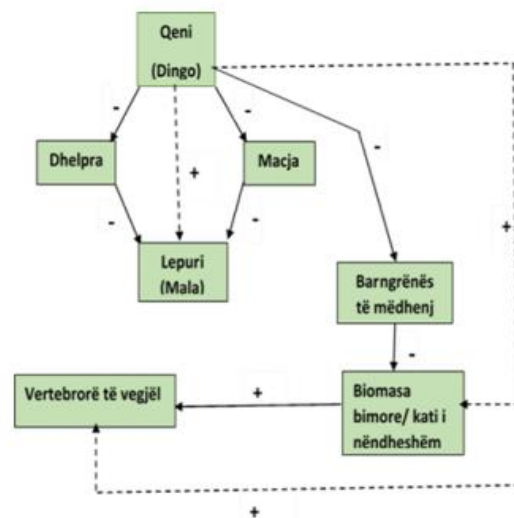 Qeni
(Dingo)
-
-
-
+
Dhelpra
Macja
+
-
-
Lepuri
(Mala)
Barngrënës
të mëdhenj
-
Vertebrorë të vegjël
+
Biomasa
bimore/ kati i
nëndheshëm
+